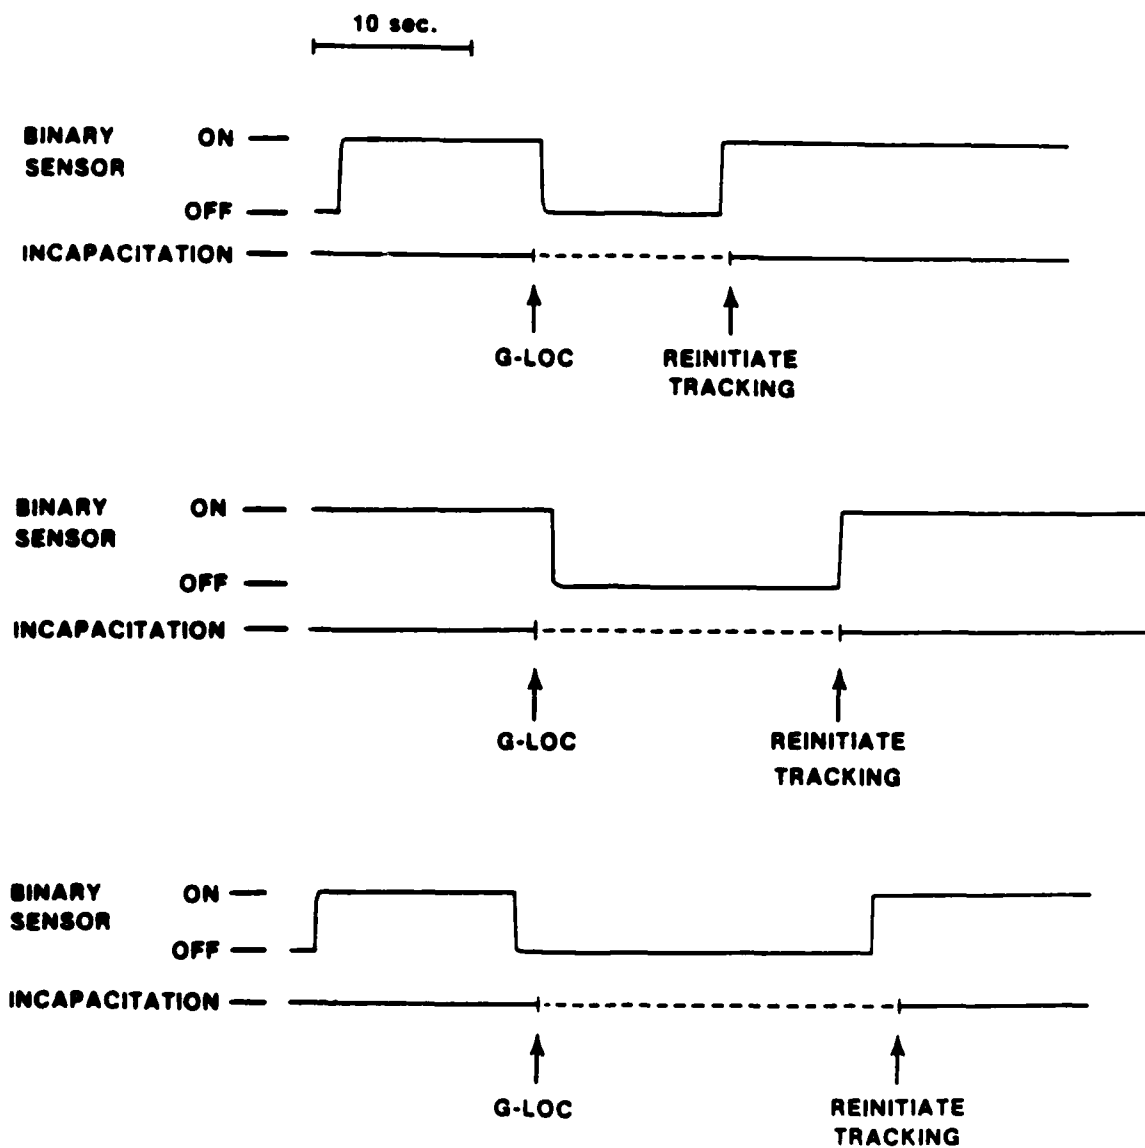 10 sec.
BINARY ON
SENSOR
OFF
INCAPACITATION
G-LOC REINITIATE
TRACKING
BINARY ON
SENSOR
OFF
INCAPACITATION
G-LOC REINITIATE
TRACKING
BINARY ON
SENSOR
OFF
INCAPACITATION
G-LOC REINITIATE
TRACKING